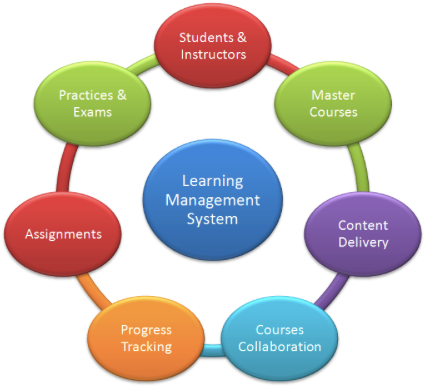 Students &
Instructors
Master
Courses
Content
Delivery
Courses
Collaboration
Progress
Tracking
Assignments
Practices &
Exams
Learning
Management
System